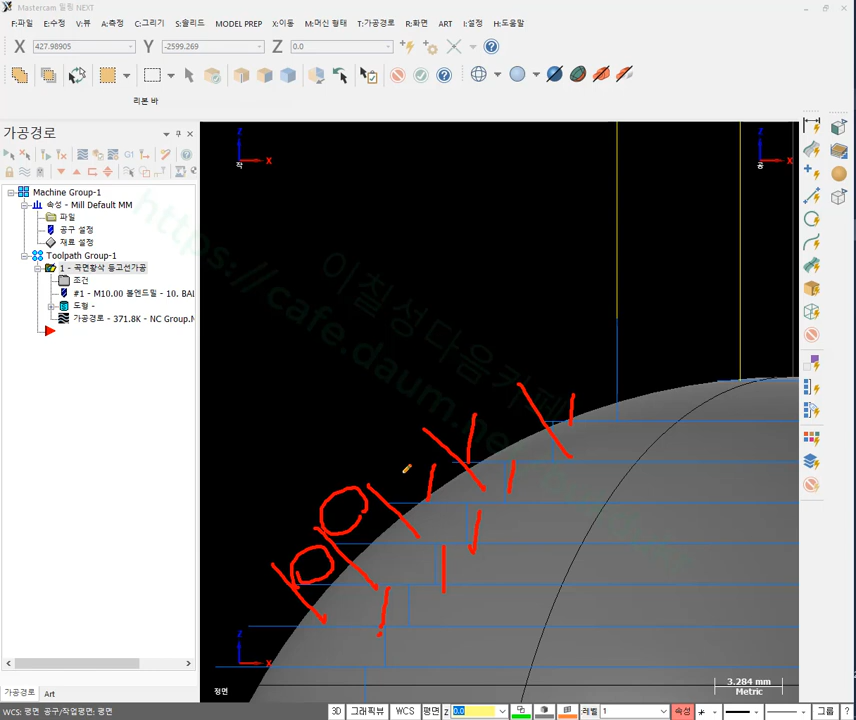 Mastercam 밀링 NEXT
F:파일 E:수정 V:뷰 A:측정 C:그리기 S:솔리드 MODEL PREP X:이동 M:머신 형태 T:가공경로 R:화면 ART I:설정 H:도움말
X 427.98905 Y -2599.269 Z 0.0
리본 바
가공경로
Machine Group-1
속성 - Mill Default MM
파일
공구 설정
재료 설정
Toolpath Group-1
1 - 곡면황삭 등고선가공
조건
#1 - M10.00 볼엔드밀 - 10. BAL
도형 -
가공경로 - 371.8K - NC Group.N
가공경로 Art
Z
X
작
Z
X
공
https://cafe.daum.ne
이철성다음카페
Z
X
정면
3.284 mm
Metric
WCS: 평면 공구/작업평면: 평면
3D 그래픽뷰 WCS 평면 Z 0.0 레벨 1 속성 그룹 ?